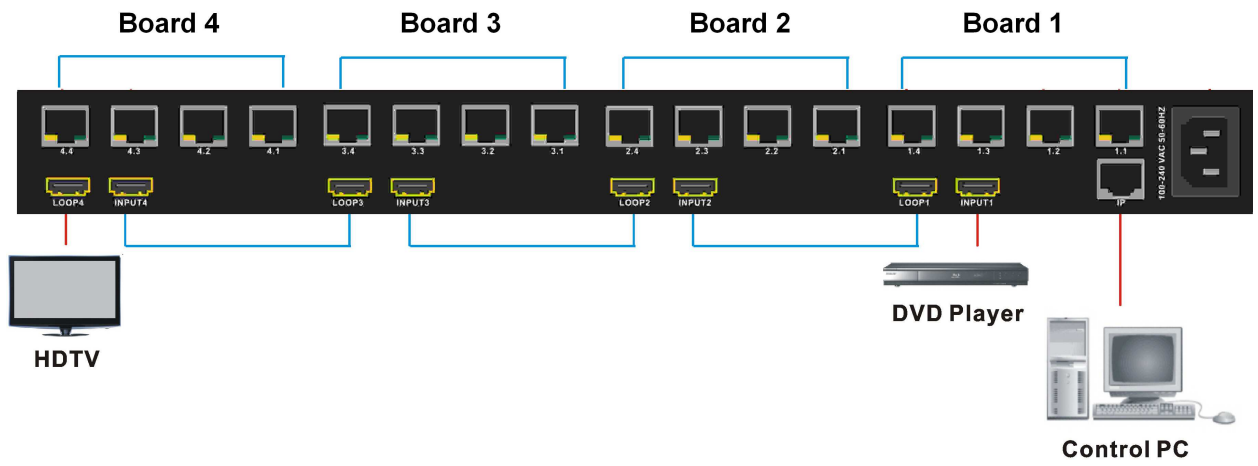 Board 4 Board 3 Board 2 Board 1
4.4 4.3 4.2 4.1 3.4 3.3 3.2 3.1 2.4 2.3 2.2 2.1 1.4 1.3 1.2 1.1
100-240 VAC 50-60HZ
LOOP4 INPUT4 LOOP3 INPUT3 LOOP2 INPUT2 LOOP1 INPUT1 IP
DVD Player
HDTV
Control PC